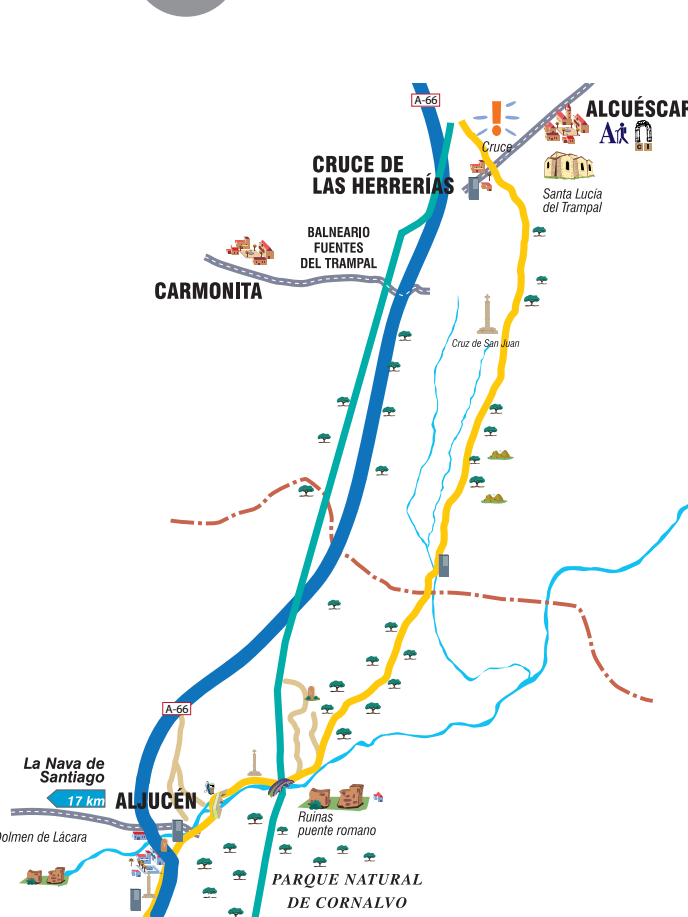 A-66
ALCUÉSCAR
Cruce
A
C I
CRUCE DE
LAS HERRERÍAS
Santa Lucía
del Trampal
BALNEARIO
FUENTES
DEL TRAMPAL
CARMONITA
Cruz de San Juan
A-66
La Nava de
Santiago
17 km
ALJUCÉN
Ruinas
puente romano
Dolmen de Lácara
PARQUE NATURAL
DE CORNALVO